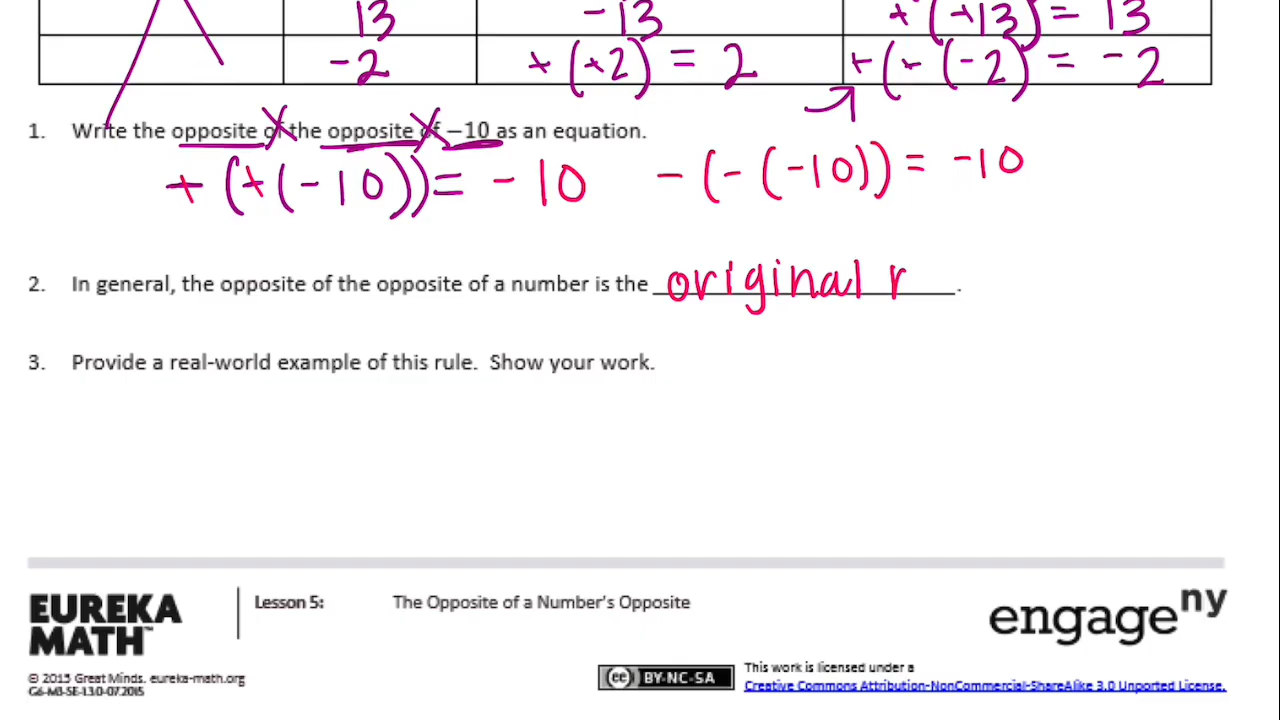 13 -13 +(+13) = 13
-2 +(+2) = 2 +(+(-2) = -2
1. Write the opposite of the opposite of −10 as an equation.
+(+(-10)) = -10 -(-(-10)) = -10
2. In general, the opposite of the opposite of a number is the original r.
3. Provide a real-world example of this rule. Show your work.
EUREKA MATH™
Lesson 5: The Opposite of a Number's Opposite
engage ny
© 2015 Great Minds. eureka-math.org
G6-M3-SE-1.3.0-07.2015
cc BY-NC-SA
This work is licensed under a
Creative Commons Attribution-NonCommercial-ShareAlike 3.0 Unported License.